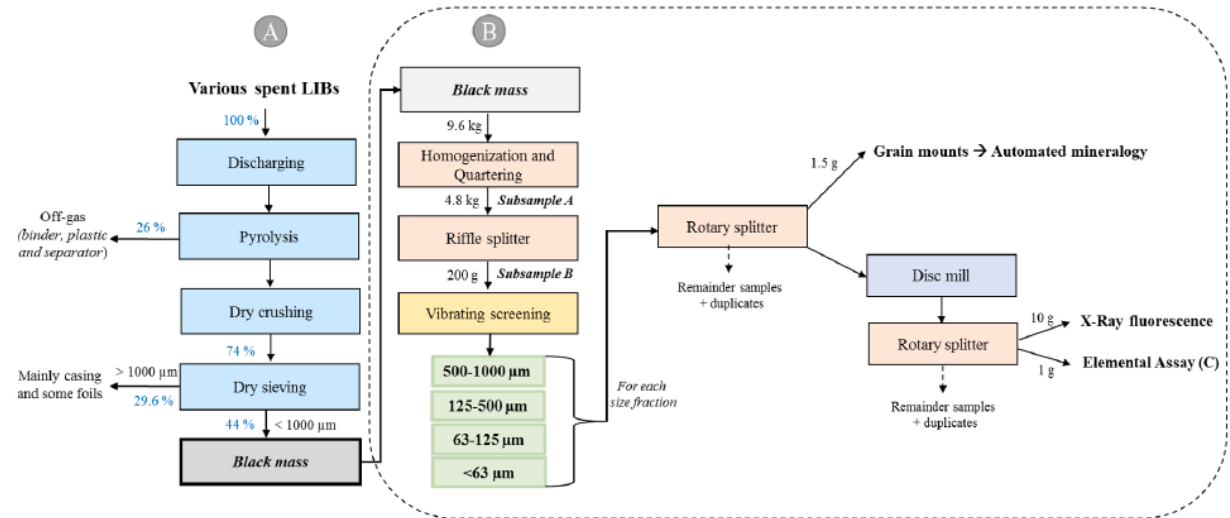 A
Various spent LIBs
100 %
Discharging
Pyrolysis
26 %
Off-gas
(binder, plastic
and separator)
Dry crushing
74 %
Dry sieving
> 1000 µm
29.6 %
Mainly casing
and some foils
44 %
< 1000 µm
Black mass
B
Black mass
9.6 kg
Homogenization and
Quartering
4.8 kg
Subsample A
Riffle splitter
200 g
Subsample B
Vibrating screening
500-1000 µm
125-500 µm
63-125 µm
<63 µm
For each
size fraction
Rotary splitter
1.5 g
Grain mounts → Automated mineralogy
Remainder samples
+ duplicates
Disc mill
Rotary splitter
10 g
X-Ray fluorescence
1 g
Elemental Assay (C)
Remainder samples
+ duplicates